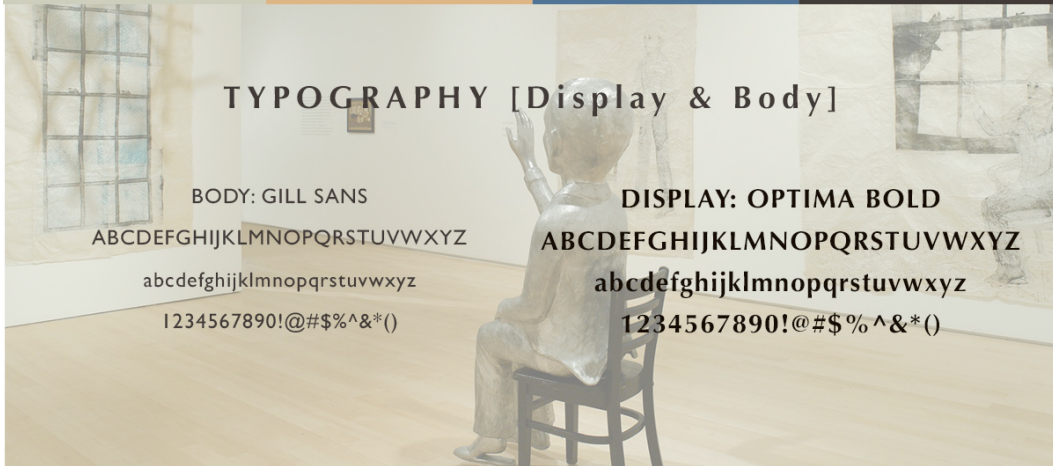 TYPOGRAPHY [Display & Body]
BODY: GILL SANS
ABCDEFGHIJKLMNOPQRSTUVWXYZ
abcdefghijklmnopqrstuvwxyz
1234567890!@#$%^&*()
DISPLAY: OPTIMA BOLD
ABCDEFGHIJKLMNOPQRSTUVWXYZ
abcdefghijklmnopqrstuvwxyz
1234567890!@#$%^&*()